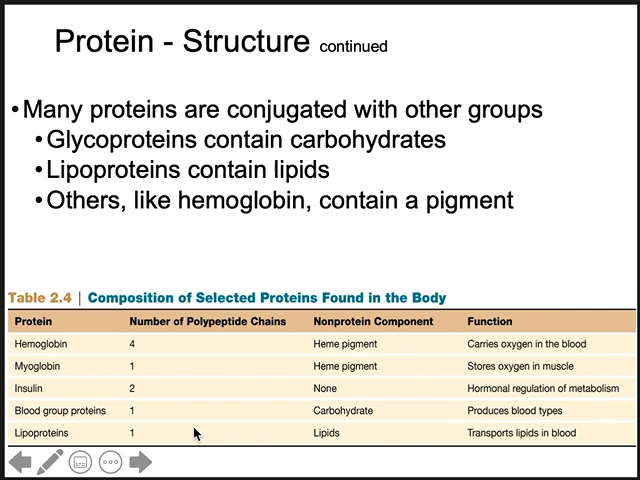 Protein - Structure continued
•Many proteins are conjugated with other groups
•Glycoproteins contain carbohydrates
•Lipoproteins contain lipids
•Others, like hemoglobin, contain a pigment
Table 2.4 | Composition of Selected Proteins Found in the Body
Protein Number of Polypeptide Chains Nonprotein Component Function
Hemoglobin 4 Heme pigment Carries oxygen in the blood
Myoglobin 1 Heme pigment Stores oxygen in muscle
Insulin 2 None Hormonal regulation of metabolism
Blood group proteins 1 Carbohydrate Produces blood types
Lipoproteins 1 Lipids Transports lipids in blood